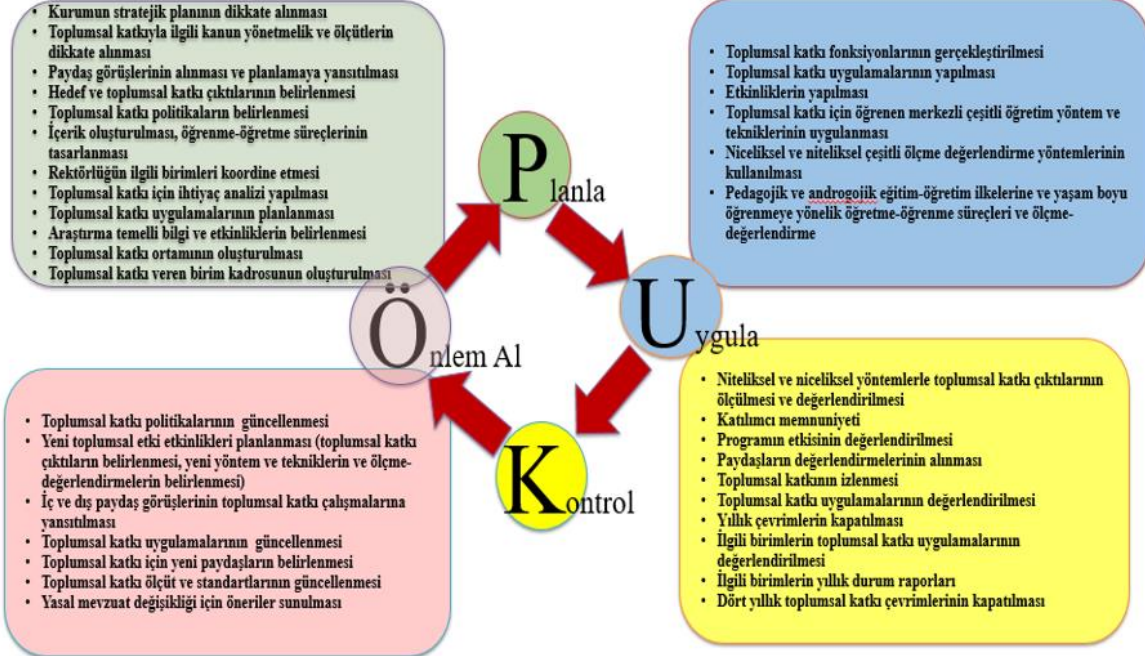 • Kurumun stratejik planının dikkate alınması
• Toplumsal katkıyla ilgili kanun yönetmelik ve ölçütlerin
dikkate alınması
• Paydaş görüşlerinin alınması ve planlamaya yansıtılması
• Hedef ve toplumsal katkı çıktılarının belirlenmesi
• Toplumsal katkı politikaların belirlenmesi
• İçerik oluşturulması, öğrenme-öğretme süreçlerinin
tasarlanması
• Rektörlüğün ilgili birimleri koordine etmesi
• Toplumsal katkı için ihtiyaç analizi yapılması
• Toplumsal katkı uygulamalarının planlanması
• Araştırma temelli bilgi ve etkinliklerin belirlenmesi
• Toplumsal katkı ortamının oluşturulması
• Toplumsal katkı veren birim kadrosunun oluşturulması
Planla
• Toplumsal katkı fonksiyonlarının gerçekleştirilmesi
• Toplumsal katkı uygulamalarının yapılması
• Etkinliklerin yapılması
• Toplumsal katkı için öğrenen merkezli çeşitli öğretim yöntem ve
tekniklerinin uygulanması
• Niceliksel ve niteliksel çeşitli ölçme değerlendirme yöntemlerinin
kullanılması
• Pedagojik ve androgojik eğitim-öğretim ilkelerine ve yaşam boyu
öğrenmeye yönelik öğretme-öğrenme süreçleri ve ölçme-
değerlendirme
Uygula
• Niteliksel ve niceliksel yöntemlerle toplumsal katkı çıktılarının
ölçülmesi ve değerlendirilmesi
• Katılımcı memnuniyeti
• Programın etkisinin değerlendirilmesi
• Paydaşların değerlendirmelerinin alınması
• Toplumsal katkının izlenmesi
• Toplumsal katkı uygulamalarının değerlendirilmesi
• Yıllık çevrimlerin kapatılması
• İlgili birimlerin toplumsal katkı uygulamalarının
değerlendirilmesi
• İlgili birimlerin yıllık durum raporları
• Dört yıllık toplumsal katkı çevrimlerinin kapatılması
Kontrol
Önlem Al
• Toplumsal katkı politikalarının güncellenmesi
• Yeni toplumsal etki etkinlikleri planlanması (toplumsal katkı
çıktıların belirlenmesi, yeni yöntem ve tekniklerin ve ölçme-
değerlendirmelerin belirlenmesi)
• İç ve dış paydaş görüşlerinin toplumsal katkı çalışmalarına
yansıtılması
• Toplumsal katkı uygulamalarının güncellenmesi
• Toplumsal katkı için yeni paydaşların belirlenmesi
• Toplumsal katkı ölçüt ve standartlarının güncellenmesi
• Yasal mevzuat değişikliği için öneriler sunulması